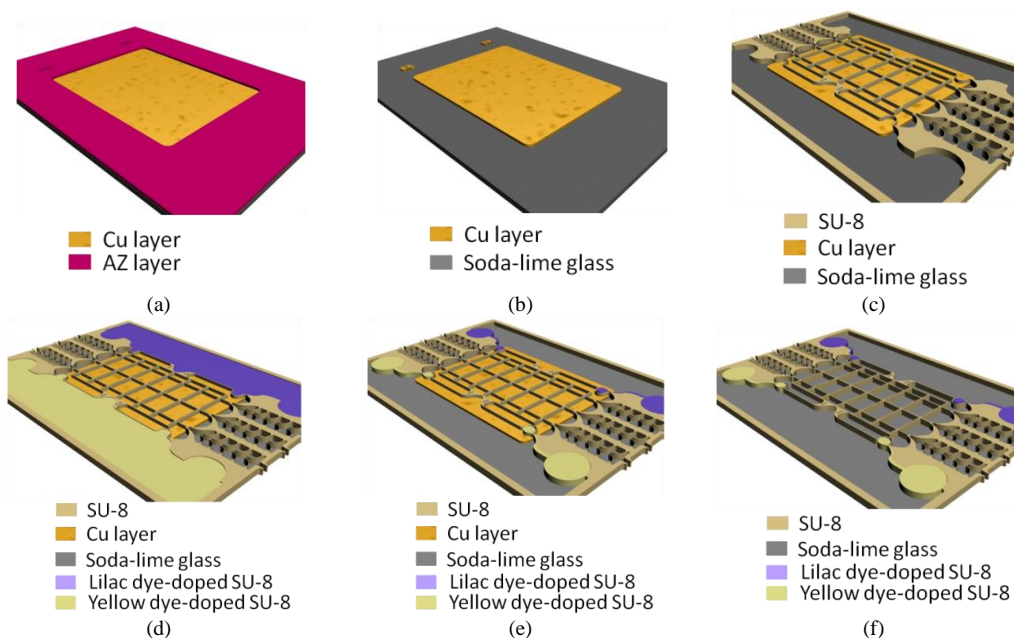 Cu layer
AZ layer
(a)
Cu layer
Soda-lime glass
(b)
SU-8
Cu layer
Soda-lime glass
(c)
SU-8
Cu layer
Soda-lime glass
Lilac dye-doped SU-8
Yellow dye-doped SU-8
(d)
SU-8
Cu layer
Soda-lime glass
Lilac dye-doped SU-8
Yellow dye-doped SU-8
(e)
SU-8
Soda-lime glass
Lilac dye-doped SU-8
Yellow dye-doped SU-8
(f)